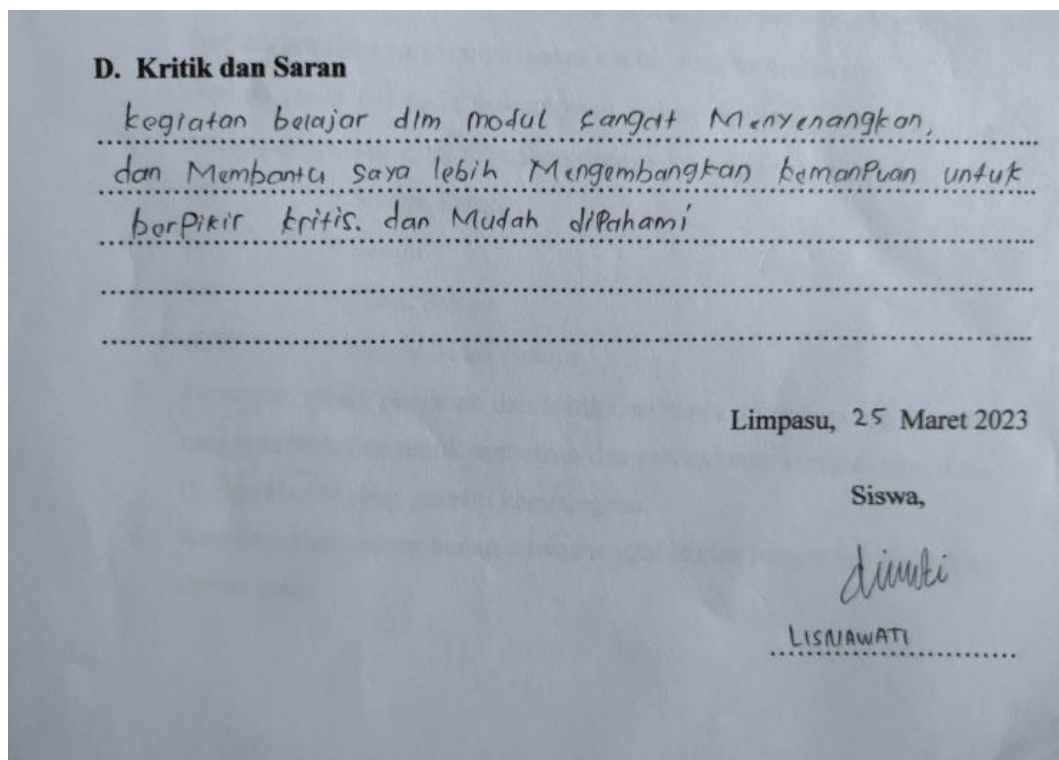 D. Kritik dan Saran
kegiatan belajar dlm modul sangat Menyenangkan,
dan Membantu saya lebih Mengembangkan kemanPuan untuk
berPikir kritis. dan Mudah diPahami
Limpasu, 25 Maret 2023
Siswa,
LISNAWATI